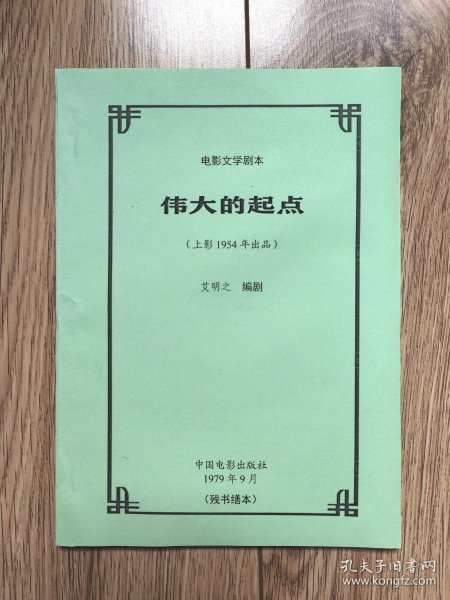 电影文学剧本
伟大的起点
（上影1954年出品）
艾明之 编剧
中国电影出版社
1979年9月
（残书缮本）
孔夫子旧书网
www.kongfz.com